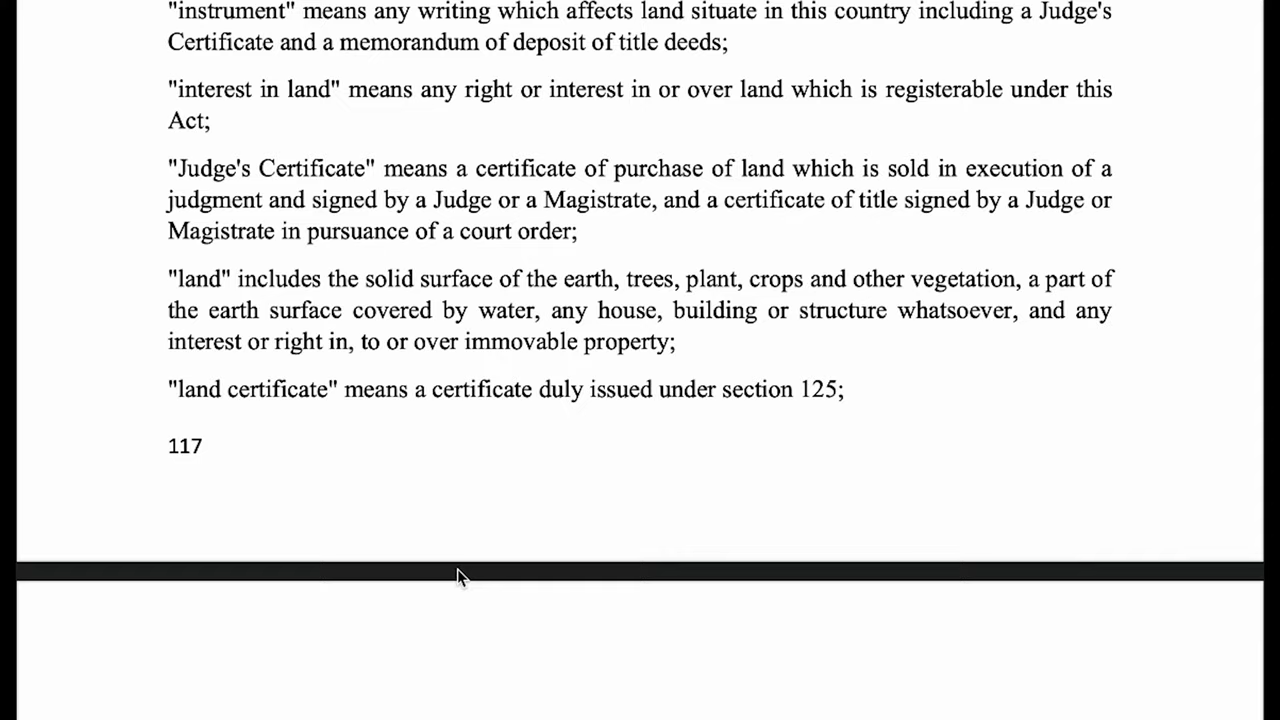 "instrument" means any writing which affects land situate in this country including a Judge's
Certificate and a memorandum of deposit of title deeds;
"interest in land" means any right or interest in or over land which is registerable under this
Act;
"Judge's Certificate" means a certificate of purchase of land which is sold in execution of a
judgment and signed by a Judge or a Magistrate, and a certificate of title signed by a Judge or
Magistrate in pursuance of a court order;
"land" includes the solid surface of the earth, trees, plant, crops and other vegetation, a part of
the earth surface covered by water, any house, building or structure whatsoever, and any
interest or right in, to or over immovable property;
"land certificate" means a certificate duly issued under section 125;
117